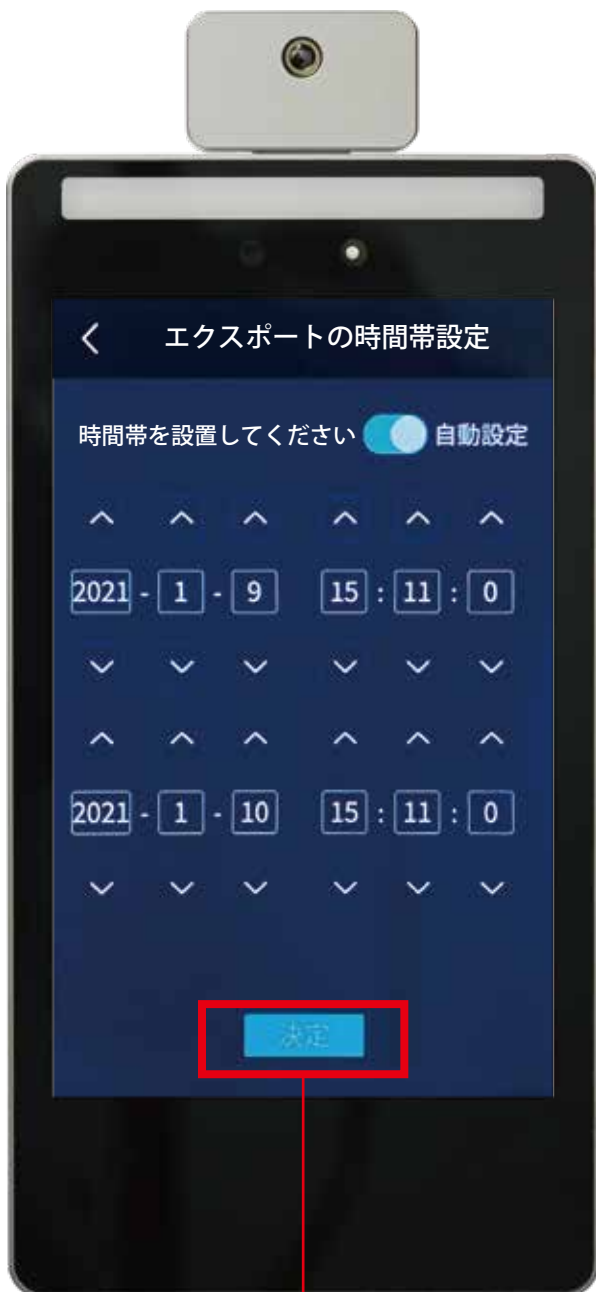 エクスポートの時間帯設定
時間帯を設置してください 自動設定
2021 - 1 - 9 15 : 11 : 0
2021 - 1 - 10 15 : 11 : 0
决定